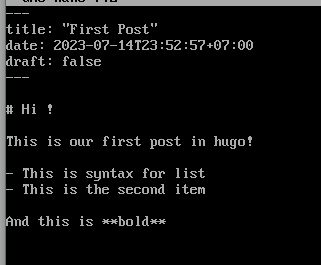 ---
title: "First Post"
date: 2023-07-14T23:52:57+07:00
draft: false
---
# Hi !
This is our first post in hugo!
- This is syntax for list
- This is the second item
And this is **bold**